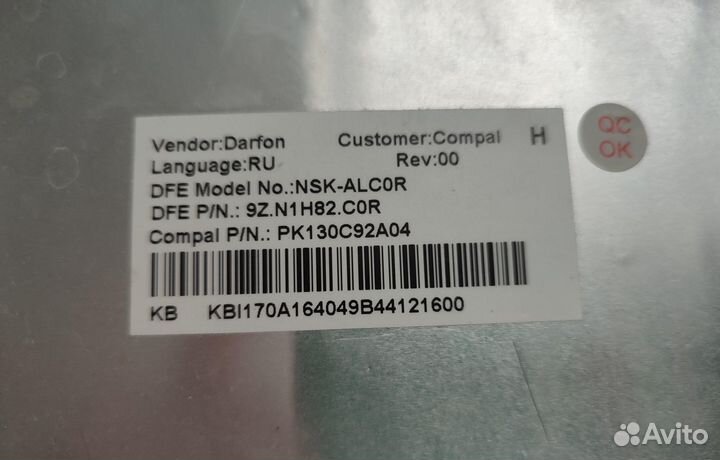 Vendor:Darfon Customer:Compal H
Language:RU Rev:00
DFE Model No.:NSK-ALC0R
DFE P/N.: 9Z.N1H82.C0R
Compal P/N.: PK130C92A04
KB KBI170A164049B44121600
QC
OK
Avito